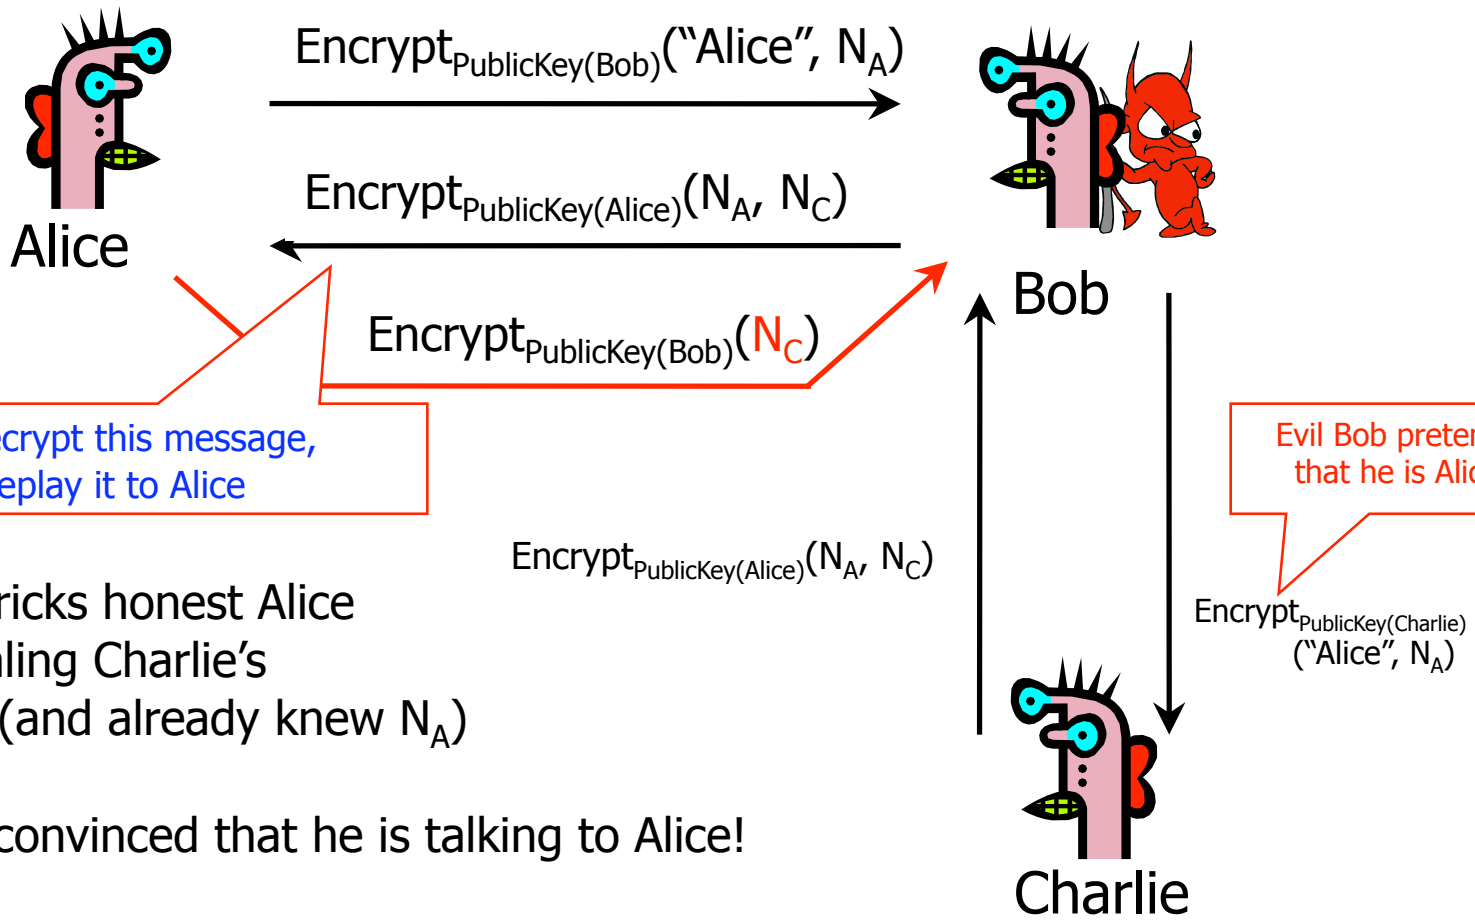 Encrypt_PublicKey(Bob)(“Alice”, N_A)
Encrypt_PublicKey(Alice)(N_A, N_C)
Alice
Bob
Encrypt_PublicKey(Bob)(N_C)
ecrypt this message,
eplay it to Alice
Evil Bob preten
that he is Alic
Encrypt_PublicKey(Alice)(N_A, N_C)
Encrypt_PublicKey(Charlie)
(“Alice”, N_A)
ricks honest Alice
ling Charlie’s
(and already knew N_A)
convinced that he is talking to Alice!
Charlie